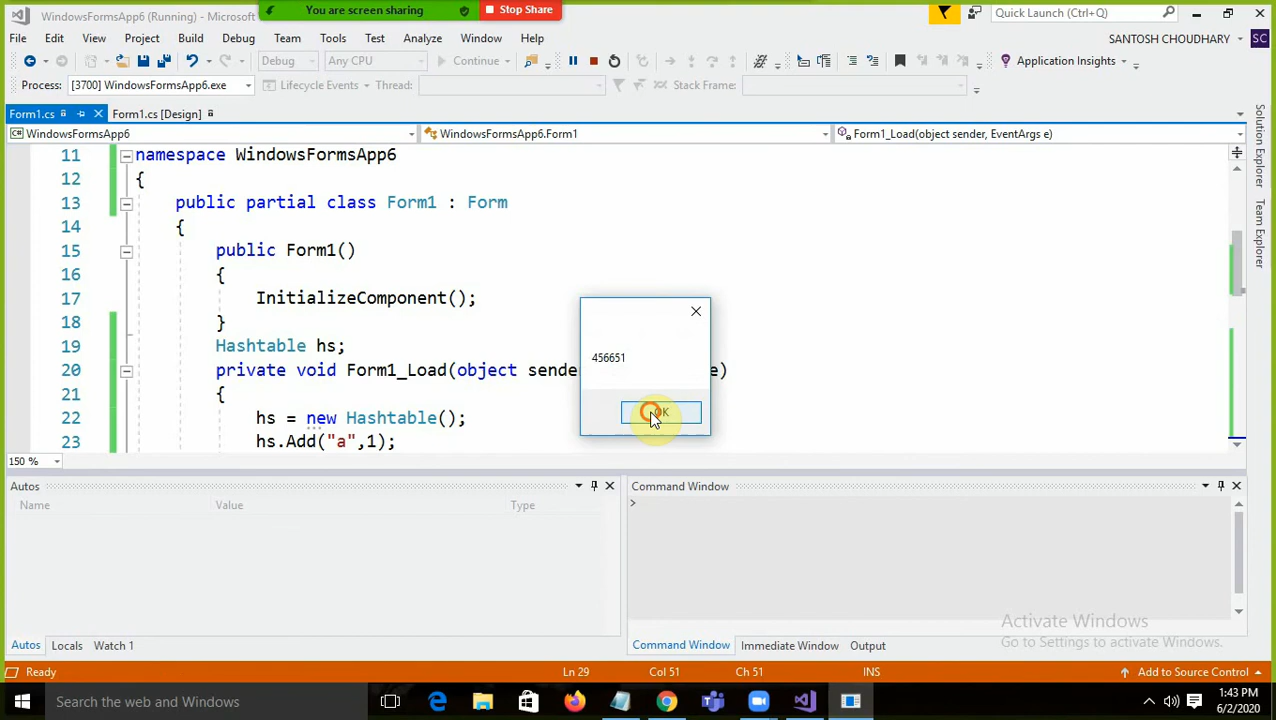 WindowsFormsApp6 (Running) - Microsoft
You are screen sharing
Stop Share
Quick Launch (Ctrl+Q)
File Edit View Project Build Debug Team Tools Test Analyze Window Help
SANTOSH CHOUDHARY SC
Debug Any CPU Continue Application Insights
Process: [3700] WindowsFormsApp6.exe Lifecycle Events Thread: Stack Frame:
Form1.cs Form1.cs [Design]
WindowsFormsApp6 WindowsFormsApp6.Form1 Form1_Load(object sender, EventArgs e)
11 namespace WindowsFormsApp6
12 {
13 public partial class Form1 : Form
14 {
15 public Form1()
16 {
17 InitializeComponent();
18 }
19 Hashtable hs;
20 private void Form1_Load(object sende e)
21 {
22 hs = new Hashtable();
23 hs.Add("a",1);
456651
OK
Solution Explorer
Team Explorer
150 %
Autos
Name Value Type
Command Window
>
Autos Locals Watch 1
Command Window Immediate Window Output
Activate Windows
Go to Settings to activate Windows.
Ready Ln 29 Col 51 Ch 51 INS Add to Source Control
Search the web and Windows
1:43 PM
6/2/2020